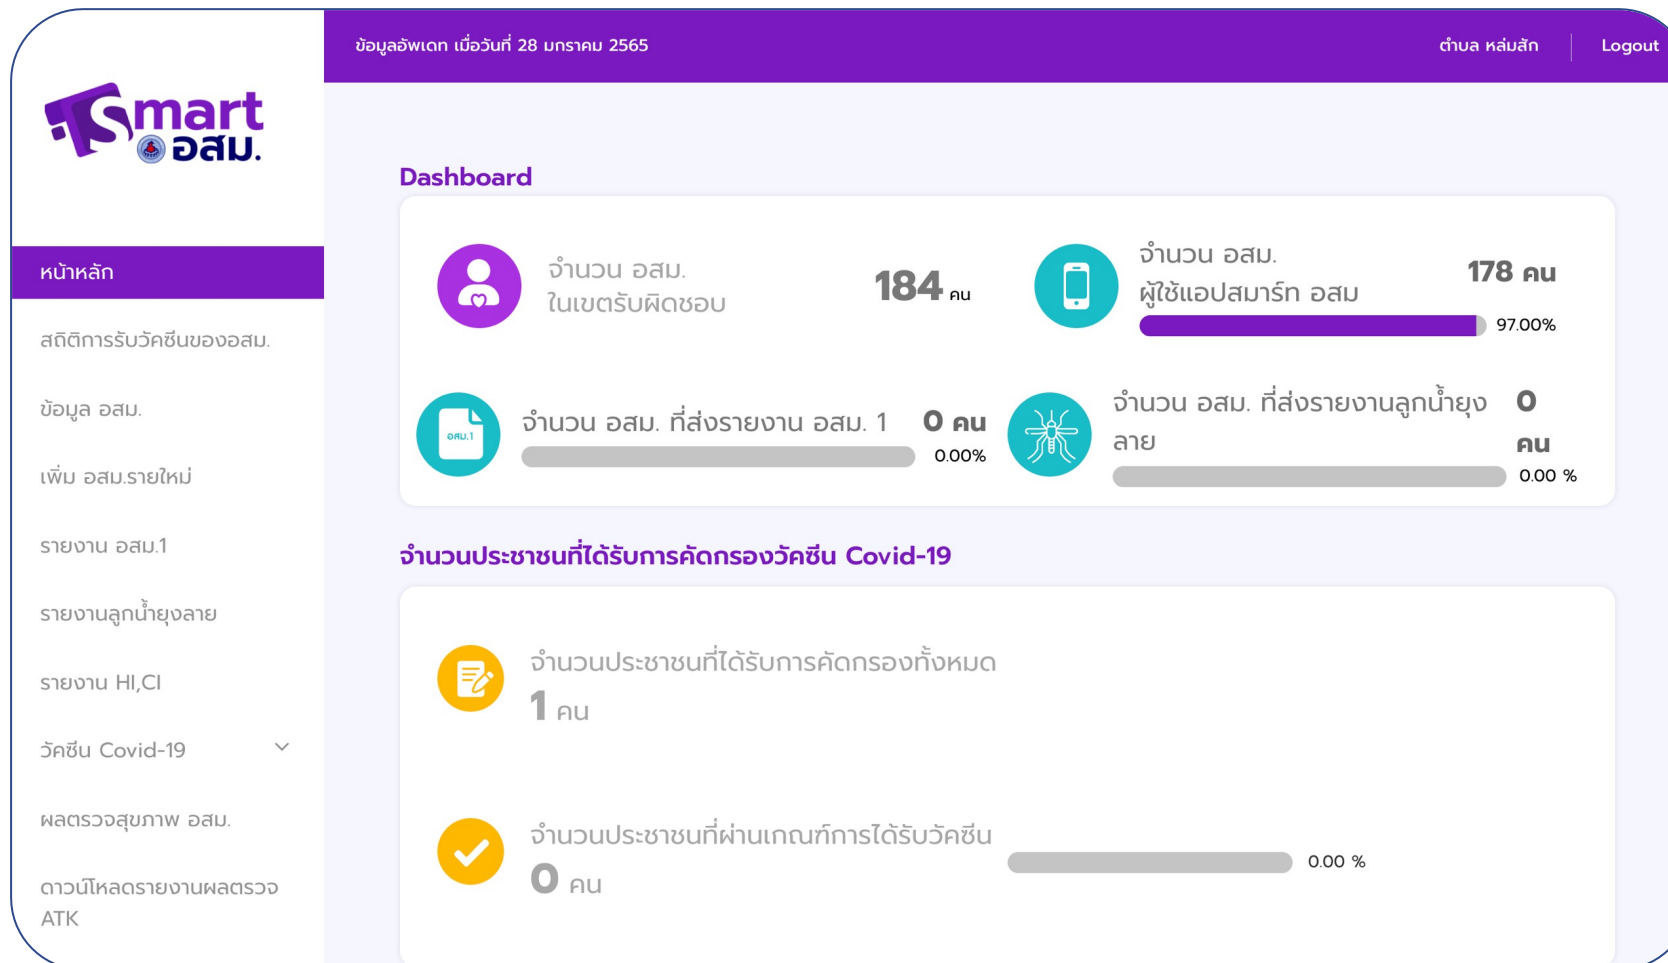 ข้อมูลอัพเดท เมื่อวันที่ 28 มกราคม 2565
ตำบล หล่มสัก
Logout
Smart
อสม.
หน้าหลัก
สถิติการรับวัคซีนของอสม.
ข้อมูล อสม.
เพิ่ม อสม.รายใหม่
รายงาน อสม.1
รายงานลูกน้ำยุงลาย
รายงาน HI,CI
วัคซีน Covid-19
ผลตรวจสุขภาพ อสม.
ดาวน์โหลดรายงานผลตรวจ
ATK
Dashboard
จำนวน อสม.
ในเขตรับผิดชอบ
184 คน
จำนวน อสม.
ผู้ใช้แอปสมาร์ท อสม
178 คน
97.00%
อสม.1
จำนวน อสม. ที่ส่งรายงาน อสม. 1
0 คน
0.00%
จำนวน อสม. ที่ส่งรายงานลูกน้ำยุง
ลาย
0
คน
0.00 %
จำนวนประชาชนที่ได้รับการคัดกรองวัคซีน Covid-19
จำนวนประชาชนที่ได้รับการคัดกรองทั้งหมด
1 คน
จำนวนประชาชนที่ผ่านเกณฑ์การได้รับวัคซีน
0 คน
0.00 %